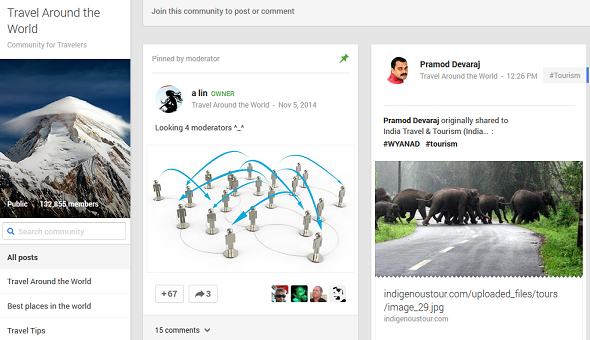 Travel Around the
World
Community for Travelers
Public 132,855 members
Search community
All posts
Travel Around the World
Best places in the world
Travel Tips
Join this community to post or comment
Pinned by moderator
a lin OWNER
Travel Around the World - Nov 5, 2014
Looking 4 moderators ^_^
+67
3
15 comments
Pramod Devaraj
Travel Around the World - 12:26 PM
#Tourism
Pramod Devaraj originally shared to
India Travel & Tourism (India... :
#WYANAD #tourism
indigenoustour.com/uploaded_files/tours
/image_29.jpg
indigenoustour.com